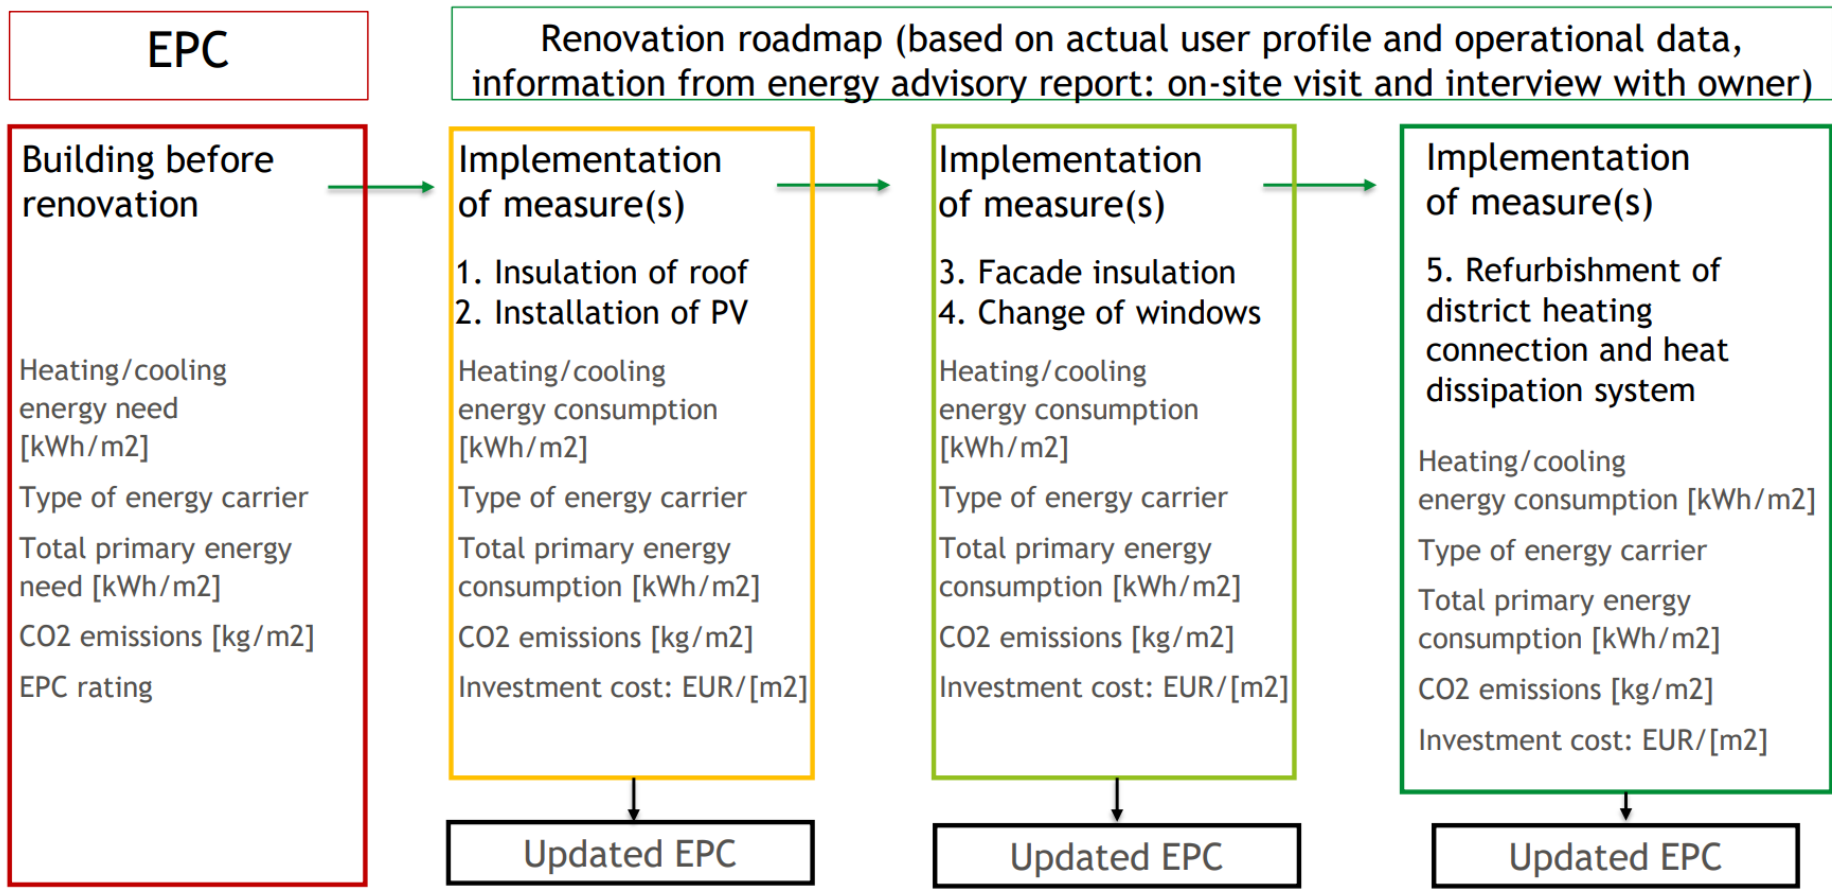 EPC
Renovation roadmap (based on actual user profile and operational data,
information from energy advisory report: on-site visit and interview with owner)
Building before
renovation
Heating/cooling
energy need
[kWh/m2]
Type of energy carrier
Total primary energy
need [kWh/m2]
CO2 emissions [kg/m2]
EPC rating
Implementation
of measure(s)
1. Insulation of roof
2. Installation of PV
Heating/cooling
energy consumption
[kWh/m2]
Type of energy carrier
Total primary energy
consumption [kWh/m2]
CO2 emissions [kg/m2]
Investment cost: EUR/[m2]
Updated EPC
Implementation
of measure(s)
3. Facade insulation
4. Change of windows
Heating/cooling
energy consumption
[kWh/m2]
Type of energy carrier
Total primary energy
consumption [kWh/m2]
CO2 emissions [kg/m2]
Investment cost: EUR/[m2]
Updated EPC
Implementation
of measure(s)
5. Refurbishment of
district heating
connection and heat
dissipation system
Heating/cooling
energy consumption [kWh/m2]
Type of energy carrier
Total primary energy
consumption [kWh/m2]
CO2 emissions [kg/m2]
Investment cost: EUR/[m2]
Updated EPC